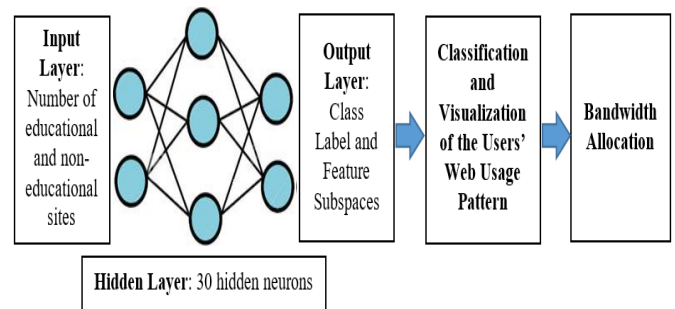 Input
Layer:
Number of
educational
and non-
educational
sites
Output
Layer:
Class
Label and
Feature
Subspaces
Classification
and
Visualization
of the Users'
Web Usage
Pattern
Bandwidth
Allocation
Hidden Layer: 30 hidden neurons